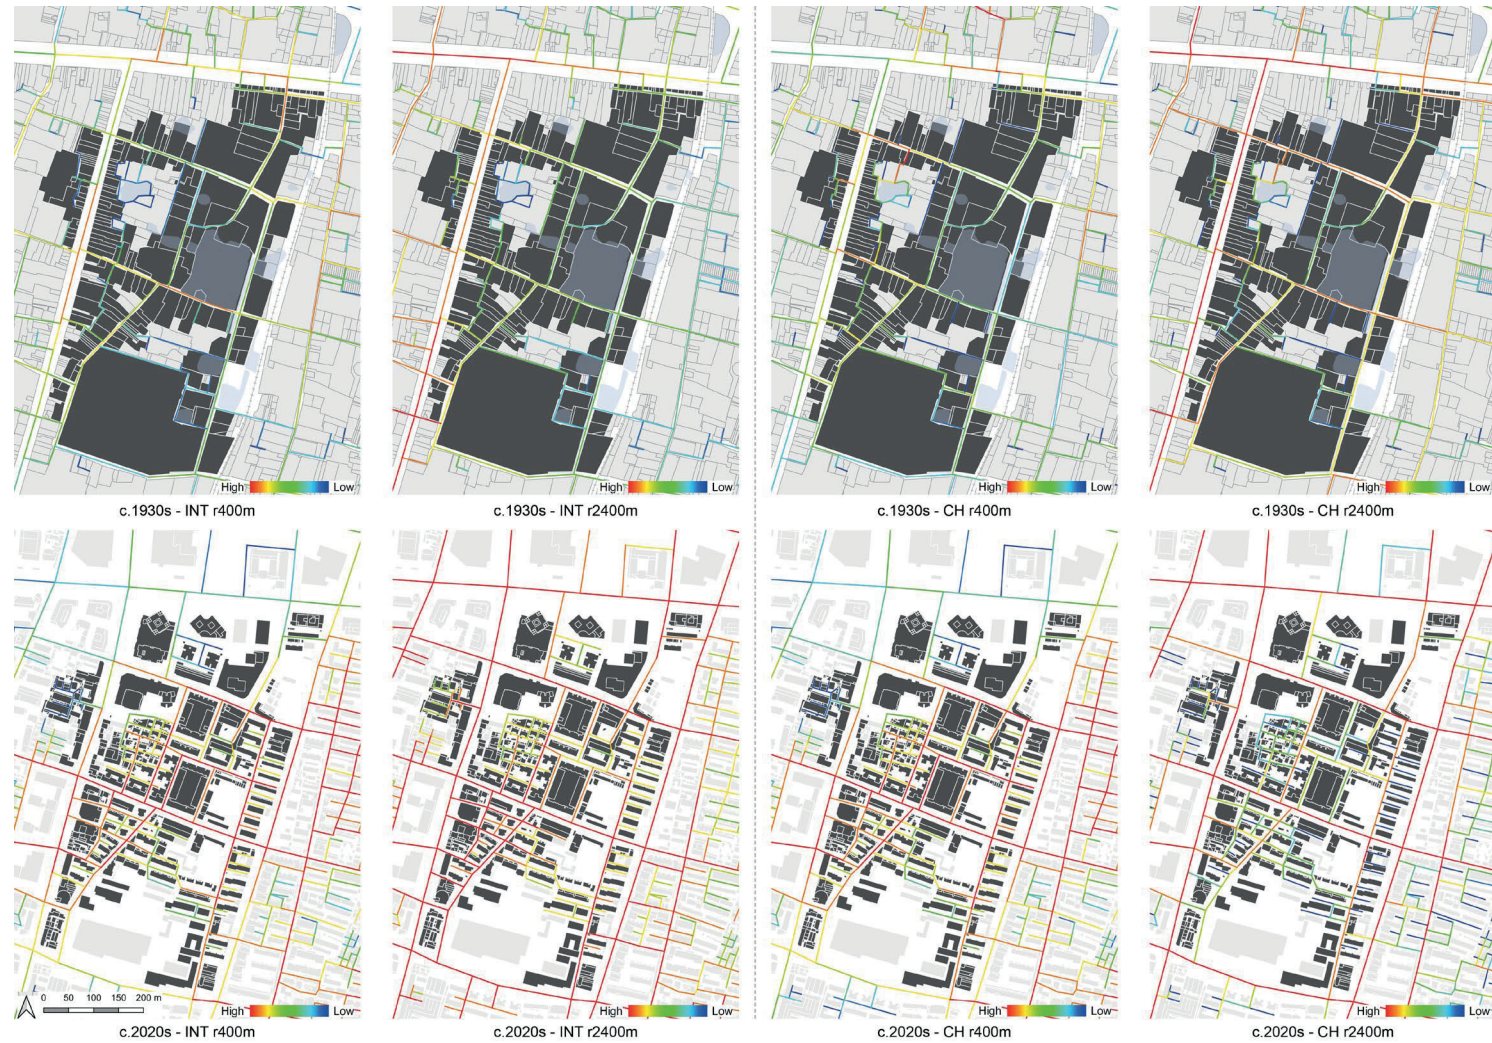 High Low
High Low
High Low
High Low
c.1930s - INT r400m
c.1930s - INT r2400m
c.1930s - CH r400m
c.1930s - CH r2400m
0 50 100 150 200 m
High Low
High Low
High Low
High Low
c.2020s - INT r400m
c.2020s - INT r2400m
c.2020s - CH r400m
c.2020s - CH r2400m